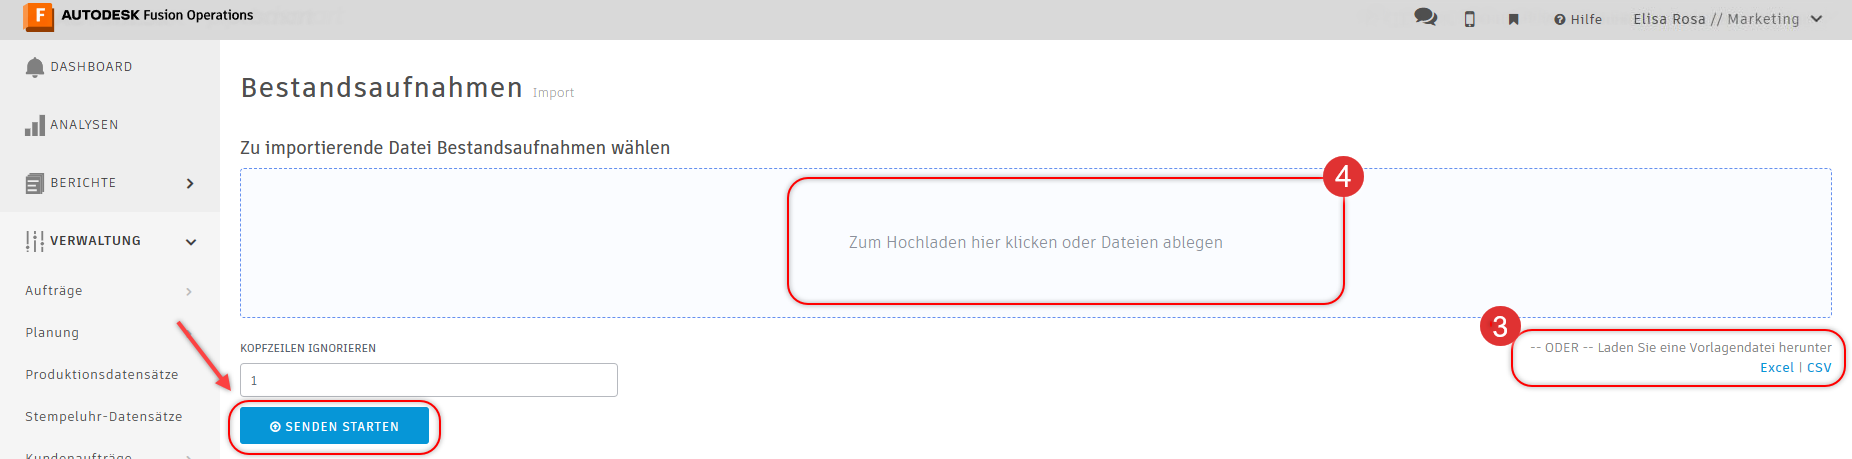 AUTODESK Fusion Operations
Hilfe
Elisa Rosa // Marketing
DASHBOARD
ANALYSEN
BERICHTE
VERWALTUNG
Aufträge
Planung
Produktionsdatensätze
Stempeluhr-Datensätze
Kundenaufträge
Bestandsaufnahmen Import
Zu importierende Datei Bestandsaufnahmen wählen
4
Zum Hochladen hier klicken oder Dateien ablegen
3
-- ODER -- Laden Sie eine Vorlagendatei herunter
Excel | CSV
KOPFZEILEN IGNORIEREN
1
SENDEN STARTEN